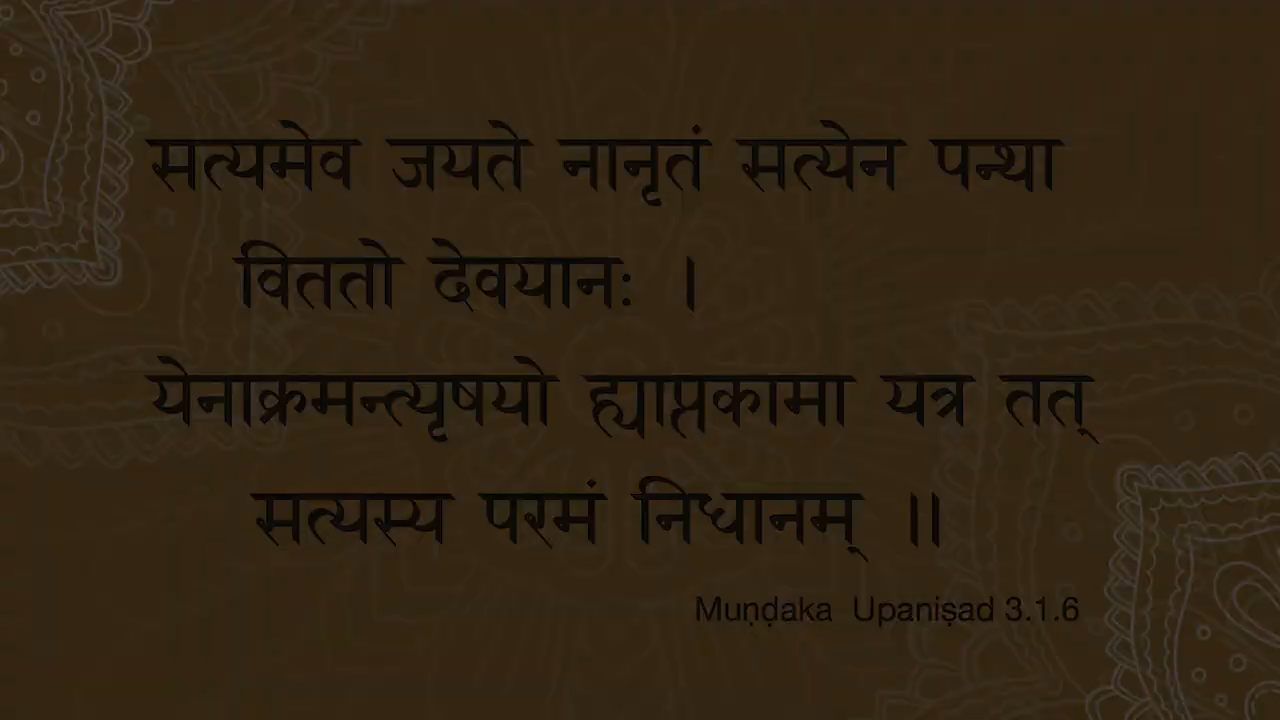 सत्यमेव जयते नानृतं सत्येन पन्था
विततो देवयानः ।
येनाक्रमन्त्यृषयो ह्याप्तकामा यत्र तत्
सत्यस्य परमं निधानम् ।।
Muṇḍaka Upaniṣad 3.1.6